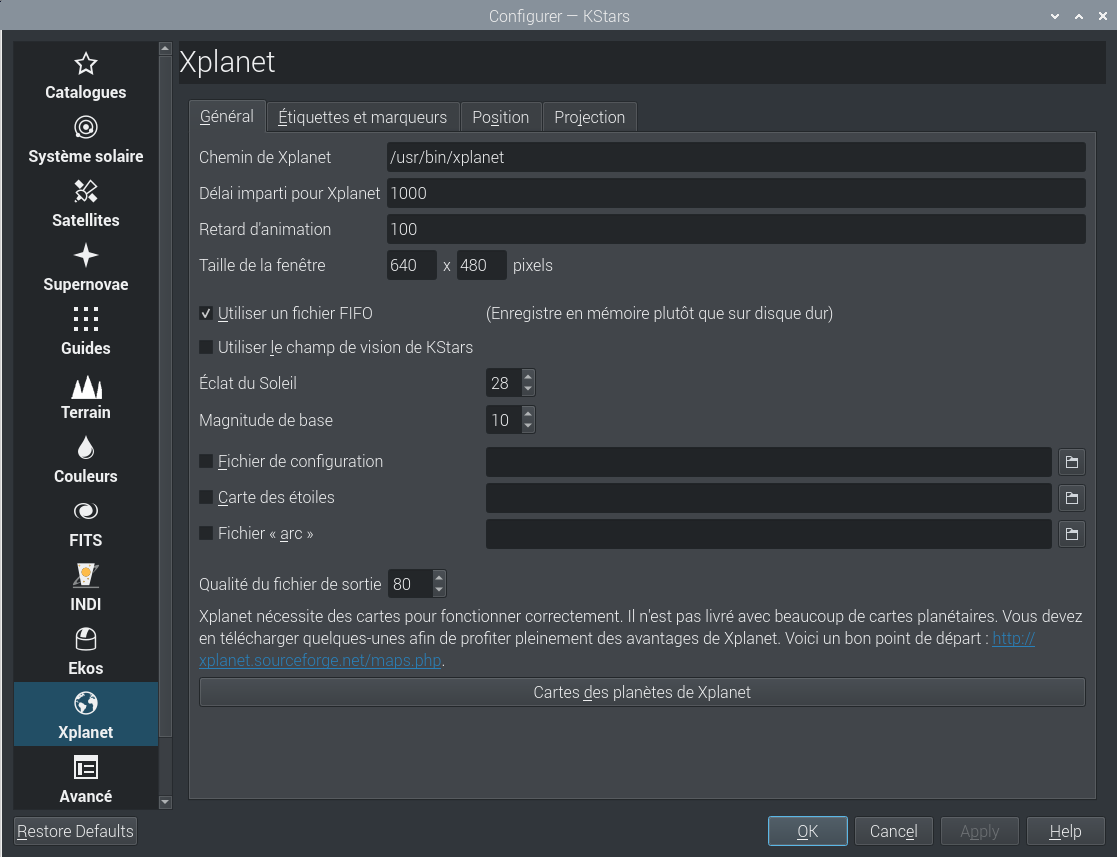 Configurer — KStars
Catalogues
Système solaire
Satellites
Supernovae
Guides
Terrain
Couleurs
FITS
INDI
Ekos
Xplanet
Avancé
Xplanet
Général
Étiquettes et marqueurs
Position
Projection
Chemin de Xplanet /usr/bin/xplanet
Délai imparti pour Xplanet 1000
Retard d'animation 100
Taille de la fenêtre 640 x 480 pixels
Utiliser un fichier FIFO (Enregistre en mémoire plutôt que sur disque dur)
Utiliser le champ de vision de KStars
Éclat du Soleil 28
Magnitude de base 10
Fichier de configuration
Carte des étoiles
Fichier « arc »
Qualité du fichier de sortie 80
Xplanet nécessite des cartes pour fonctionner correctement. Il n'est pas livré avec beaucoup de cartes planétaires. Vous devez
en télécharger quelques-unes afin de profiter pleinement des avantages de Xplanet. Voici un bon point de départ : http://
xplanet.sourceforge.net/maps.php.
Cartes des planètes de Xplanet
Restore Defaults
OK
Cancel
Apply
Help